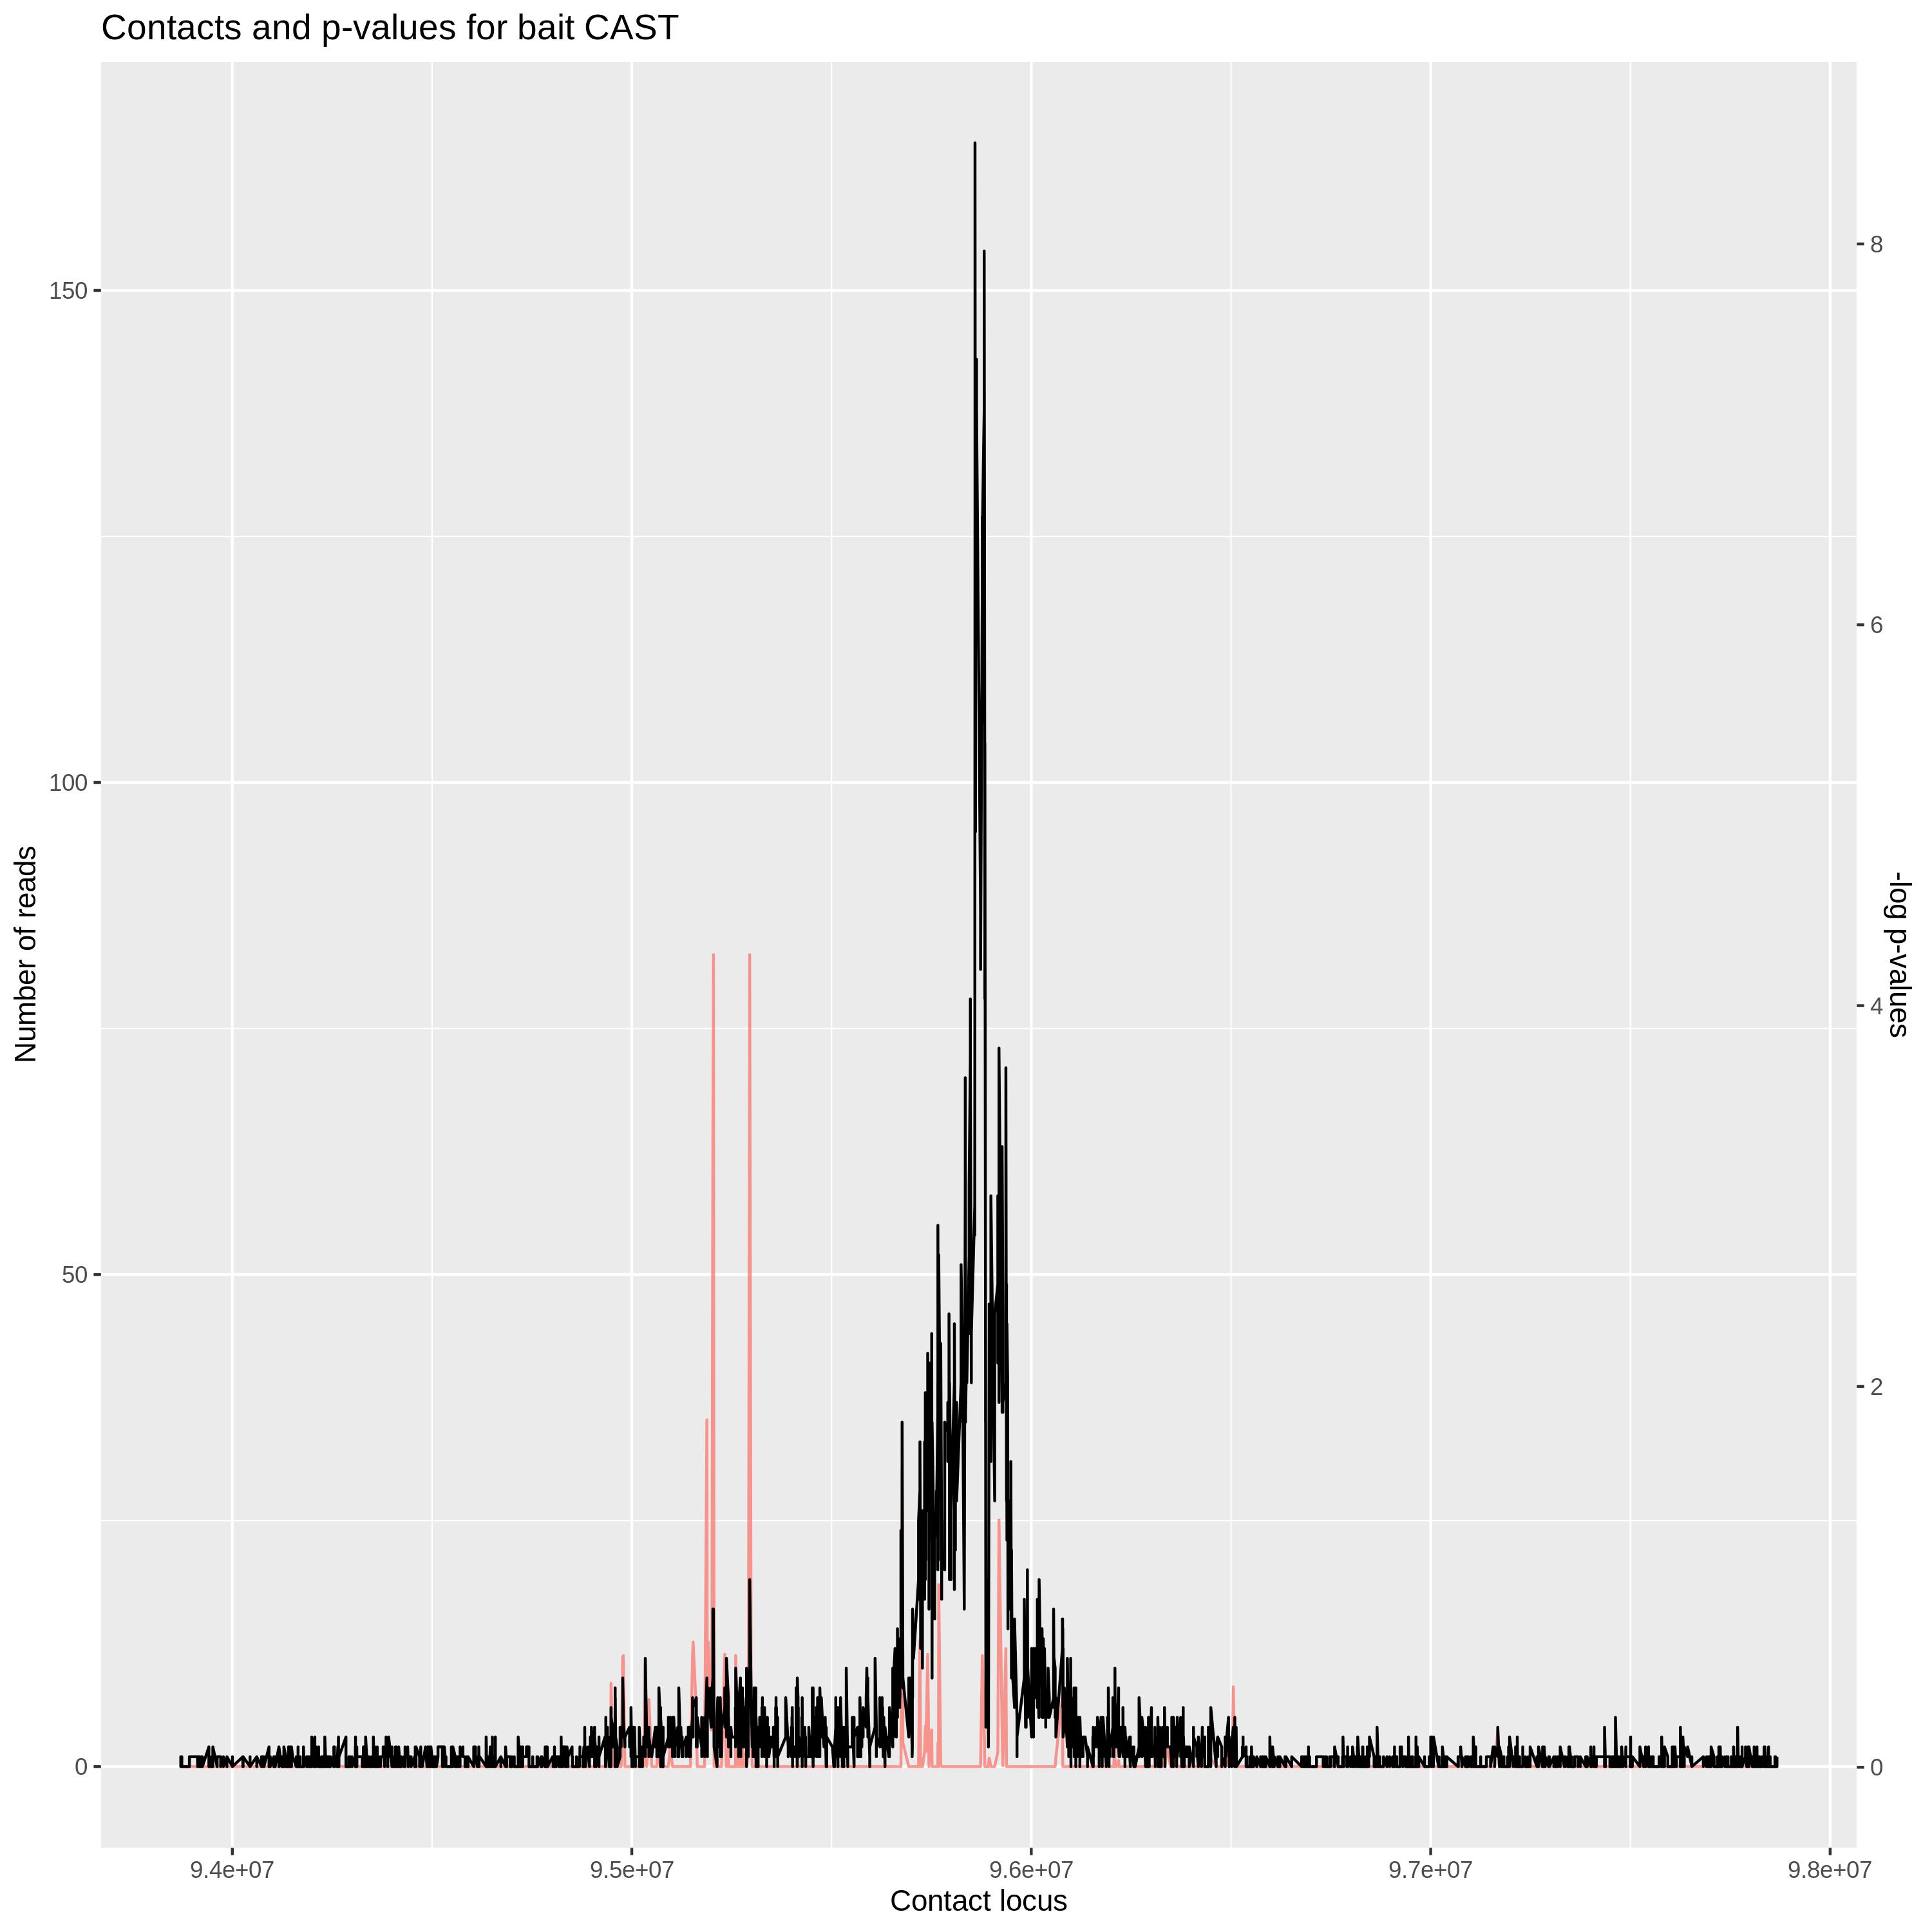 Contacts and p-values for bait CAST
150
100
50
0
Number of reads
8
6
4
2
0
-log p-values
9.4e+07
9.5e+07
9.6e+07
9.7e+07
9.8e+07
Contact locus